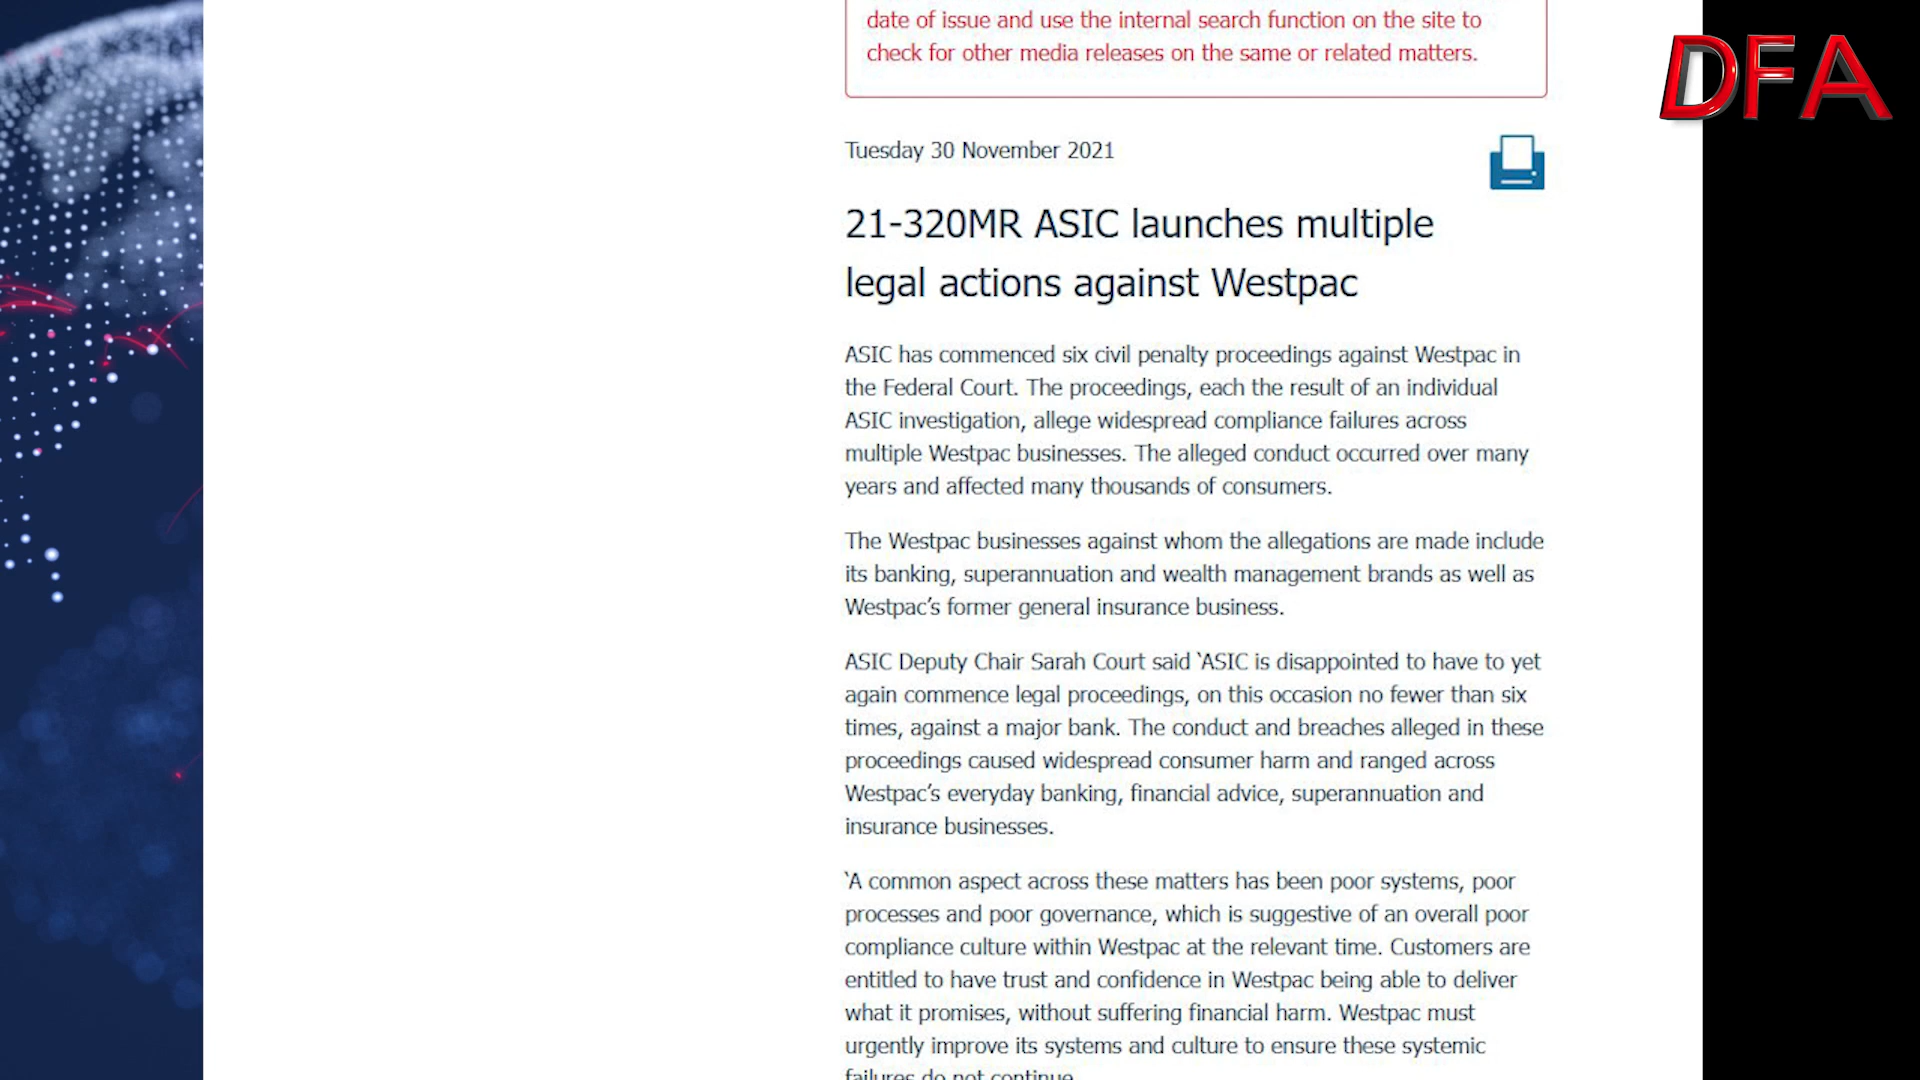 date of issue and use the internal search function on the site to
check for other media releases on the same or related matters.
DFA
Tuesday 30 November 2021
21-320MR ASIC launches multiple
legal actions against Westpac
ASIC has commenced six civil penalty proceedings against Westpac in
the Federal Court. The proceedings, each the result of an individual
ASIC investigation, allege widespread compliance failures across
multiple Westpac businesses. The alleged conduct occurred over many
years and affected many thousands of consumers.
The Westpac businesses against whom the allegations are made include
its banking, superannuation and wealth management brands as well as
Westpac’s former general insurance business.
ASIC Deputy Chair Sarah Court said ‘ASIC is disappointed to have to yet
again commence legal proceedings, on this occasion no fewer than six
times, against a major bank. The conduct and breaches alleged in these
proceedings caused widespread consumer harm and ranged across
Westpac’s everyday banking, financial advice, superannuation and
insurance businesses.
‘A common aspect across these matters has been poor systems, poor
processes and poor governance, which is suggestive of an overall poor
compliance culture within Westpac at the relevant time. Customers are
entitled to have trust and confidence in Westpac being able to deliver
what it promises, without suffering financial harm. Westpac must
urgently improve its systems and culture to ensure these systemic
failures do not continue.